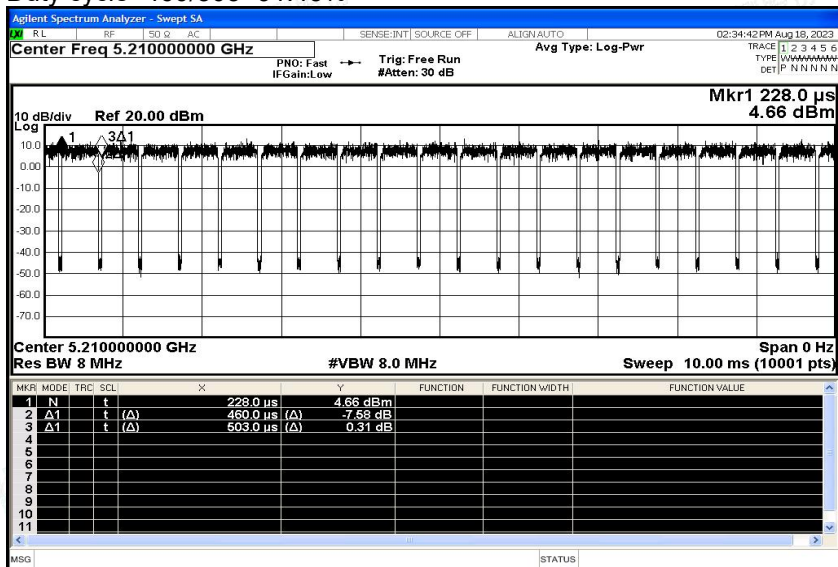 Agilent Spectrum Analyzer - Swept SA
LXI RL RF 50 Ω AC SENSE:INT SOURCE OFF ALIGN AUTO 02:34:42 PM Aug 18, 2023
Center Freq 5.210000000 GHz Avg Type: Log-Pwr TRACE 1 2 3 4 5 6
PNO: Fast Trig: Free Run TYPE WWWWWW
IFGain:Low #Atten: 30 dB DET P N N N N N
Mkr1 228.0 µs
10 dB/div Ref 20.00 dBm 4.66 dBm
Log
1 3Δ1
10.0
0.00
-10.0
-20.0
-30.0
-40.0
-50.0
-60.0
-70.0
Center 5.210000000 GHz Span 0 Hz
Res BW 8 MHz #VBW 8.0 MHz Sweep 10.00 ms (10001 pts)
MKR MODE TRC SCL X Y FUNCTION FUNCTION WIDTH FUNCTION VALUE
1 N t 228.0 µs 4.66 dBm
2 Δ1 t (Δ) 460.0 µs (Δ) -7.58 dB
3 Δ1 t (Δ) 503.0 µs (Δ) 0.31 dB
4
5
6
7
8
9
10
11
MSG STATUS